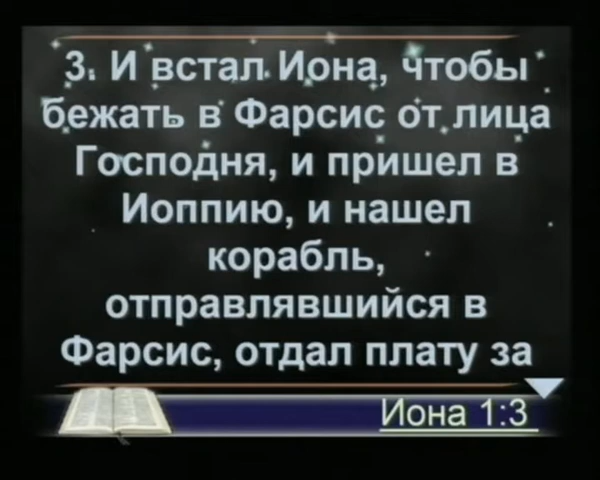 3. И встал Иона, чтобы
бежать в Фарсис от лица
Господня, и пришел в
Иоппию, и нашел
корабль,
отправлявшийся в
Фарсис, отдал плату за
Иона 1:3